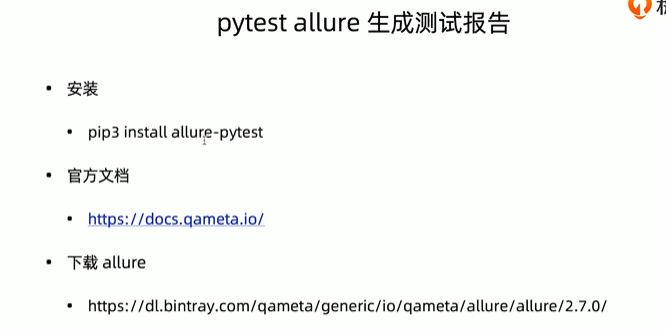 pytest allure 生成测试报告
• 安装
• pip3 install allure-pytest
• 官方文档
• https://docs.qameta.io/
• 下载 allure
• https://dl.bintray.com/qameta/generic/io/qameta/allure/allure/2.7.0/